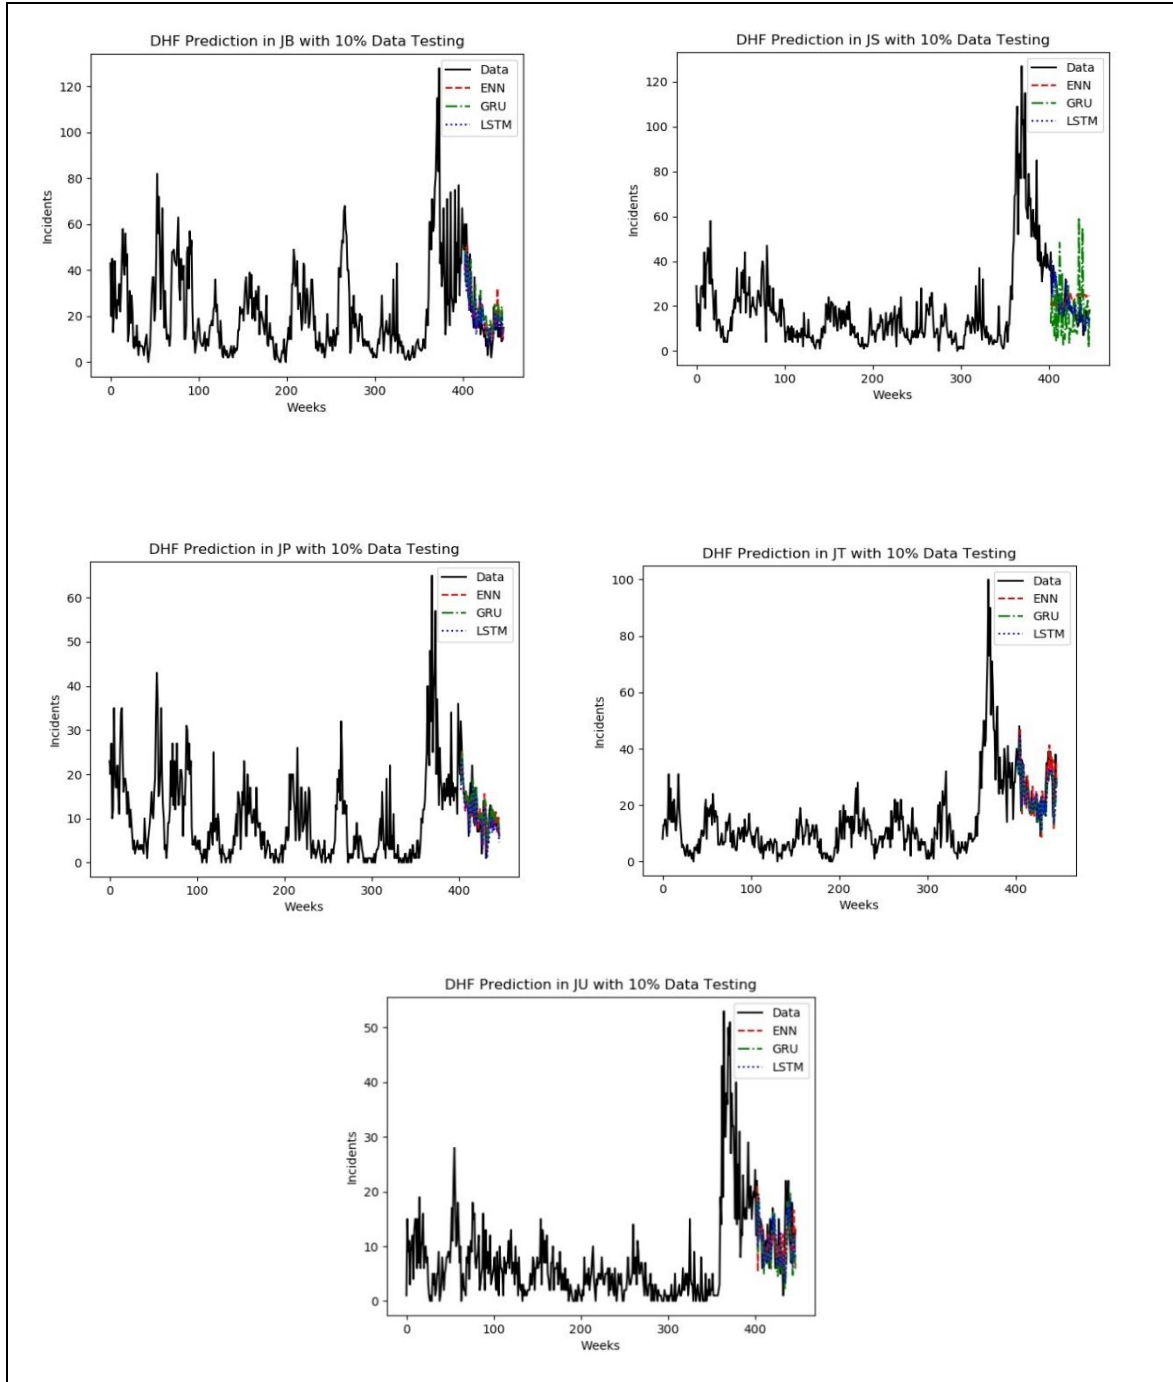 DHF Prediction in JB with 10% Data Testing
Data
ENN
GRU
LSTM
120
100
80
60
40
20
0
Incidents
0 100 200 300 400
Weeks
DHF Prediction in JS with 10% Data Testing
Data
ENN
GRU
LSTM
120
100
80
60
40
20
0
Incidents
0 100 200 300 400
Weeks
DHF Prediction in JP with 10% Data Testing
Data
ENN
GRU
LSTM
60
50
40
30
20
10
0
Incidents
0 100 200 300 400
Weeks
DHF Prediction in JT with 10% Data Testing
Data
ENN
GRU
LSTM
100
80
60
40
20
0
Incidents
0 100 200 300 400
Weeks
DHF Prediction in JU with 10% Data Testing
Data
ENN
GRU
LSTM
50
40
30
20
10
0
Incidents
0 100 200 300 400
Weeks